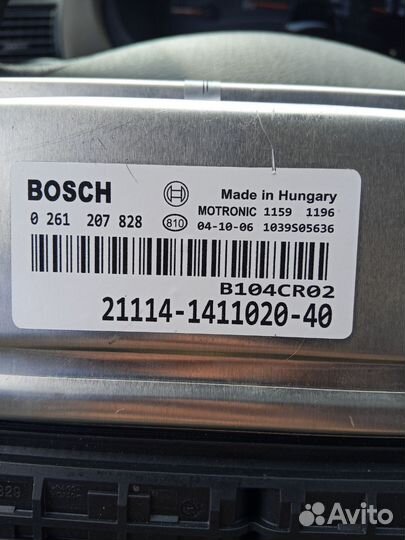 BOSCH
Made in Hungary
MOTRONIC 1159 1196
0 261 207 828
810
04-10-06 1039S05636
B104CR02
21114-1411020-40
Avito